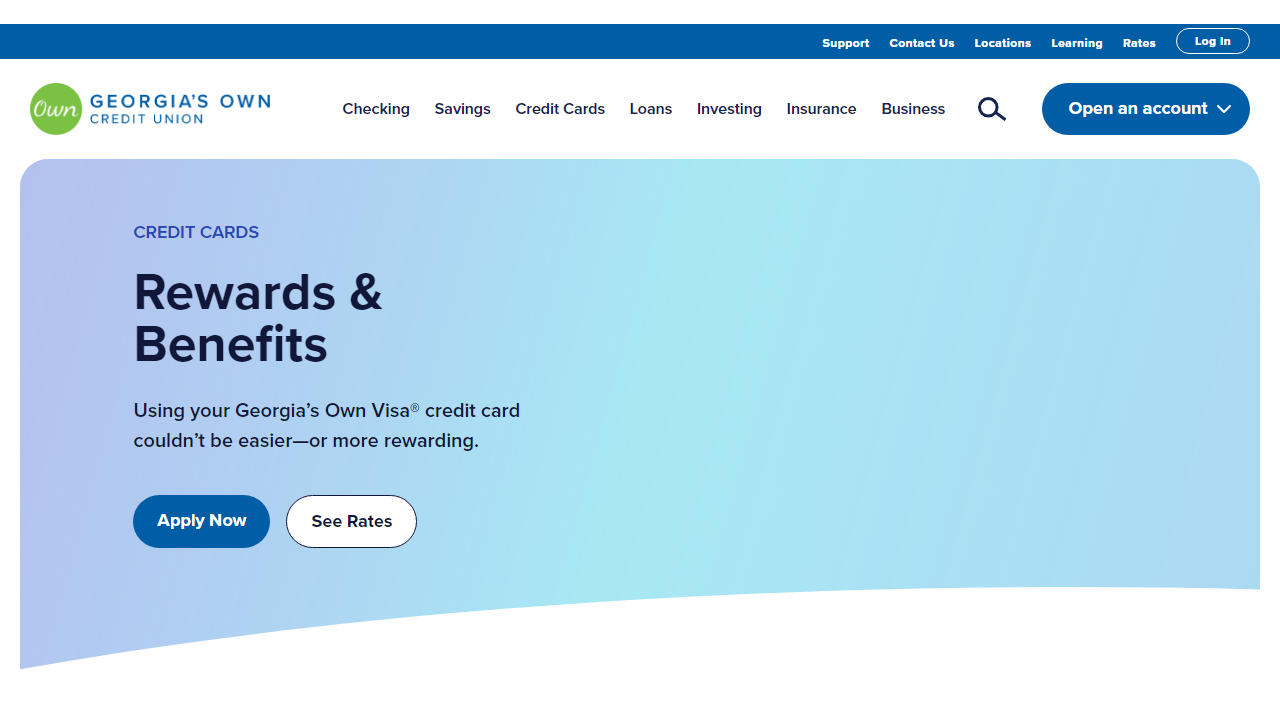 Support Contact Us Locations Learning Rates Log In
Own GEORGIA'S OWN
CREDIT UNION
Checking Savings Credit Cards Loans Investing Insurance Business Open an account
CREDIT CARDS
Rewards &
Benefits
Using your Georgia’s Own Visa® credit card
couldn’t be easier—or more rewarding.
Apply Now See Rates